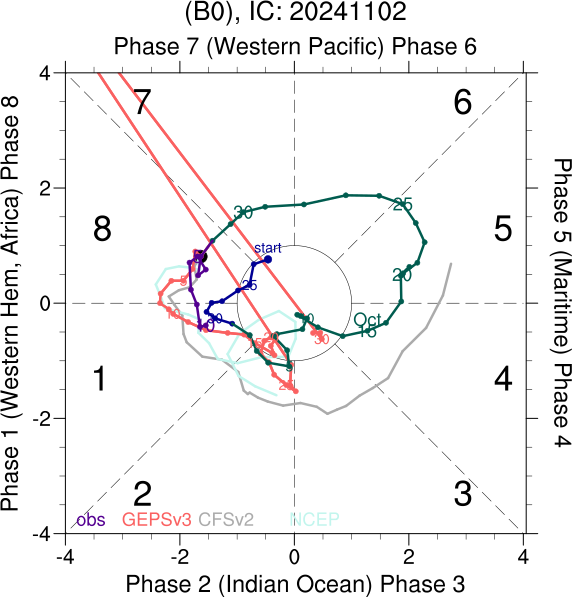 (B0), IC: 20241102
Phase 7 (Western Pacific) Phase 6
Phase 1 (Western Hem, Africa) Phase 8
Phase 5 (Maritime) Phase 4
4
2
0
-2
-4
7
6
8
5
1
4
2
3
30
25
start
25
20
Oct
15
30
10
30
obs
GEPSv3
CFSv2
NCEP
-4
-2
0
2
4
Phase 2 (Indian Ocean) Phase 3